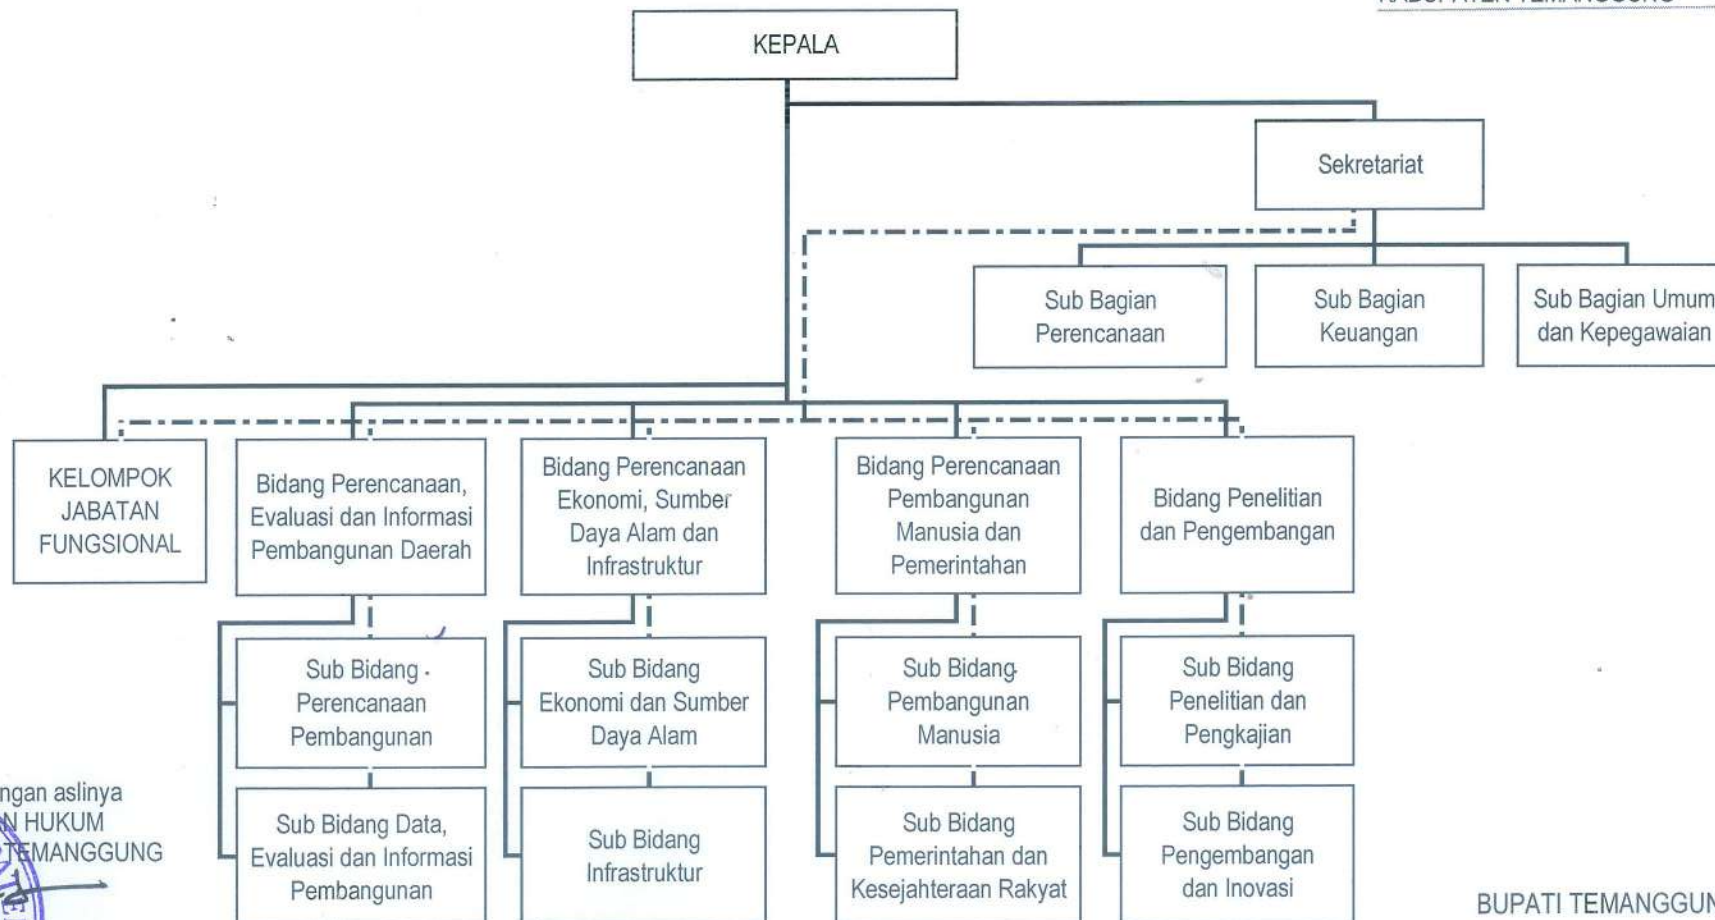 KABUPATEN TEMANGGUNG
KEPALA
Sekretariat
Sub Bagian
Perencanaan
Sub Bagian
Keuangan
Sub Bagian Umum
dan Kepegawaian
KELOMPOK
JABATAN
FUNGSIONAL
Bidang Perencanaan,
Evaluasi dan Informasi
Pembangunan Daerah
Bidang Perencanaan
Ekonomi, Sumber
Daya Alam dan
Infrastruktur
Bidang Perencanaan
Pembangunan
Manusia dan
Pemerintahan
Bidang Penelitian
dan Pengembangan
Sub Bidang
Perencanaan
Pembangunan
Sub Bidang
Ekonomi dan Sumber
Daya Alam
Sub Bidang
Pembangunan
Manusia
Sub Bidang
Penelitian dan
Pengkajian
Sub Bidang Data,
Evaluasi dan Informasi
Pembangunan
Sub Bidang
Infrastruktur
Sub Bidang
Pemerintahan dan
Kesejahteraan Rakyat
Sub Bidang
Pengembangan
dan Inovasi
ngan aslinya
AN HUKUM
TEMANGGUNG
BUPATI TEMANGGUN